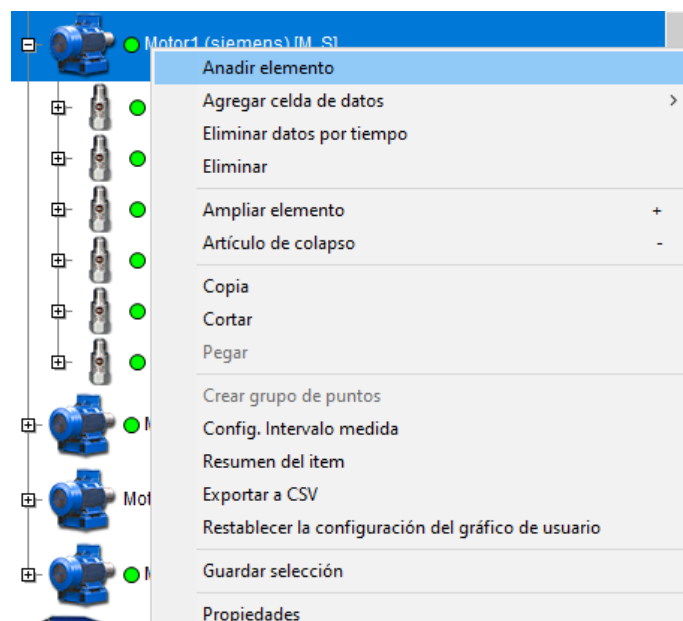 Motor1 (siemens) [M_S]
Anadir elemento
Agregar celda de datos >
Eliminar datos por tiempo
Eliminar
Ampliar elemento +
Artículo de colapso -
Copia
Cortar
Pegar
Crear grupo de puntos
Config. Intervalo medida
Resumen del item
Exportar a CSV
Mot
Restablecer la configuración del gráfico de usuario
Guardar selección
Propiedades